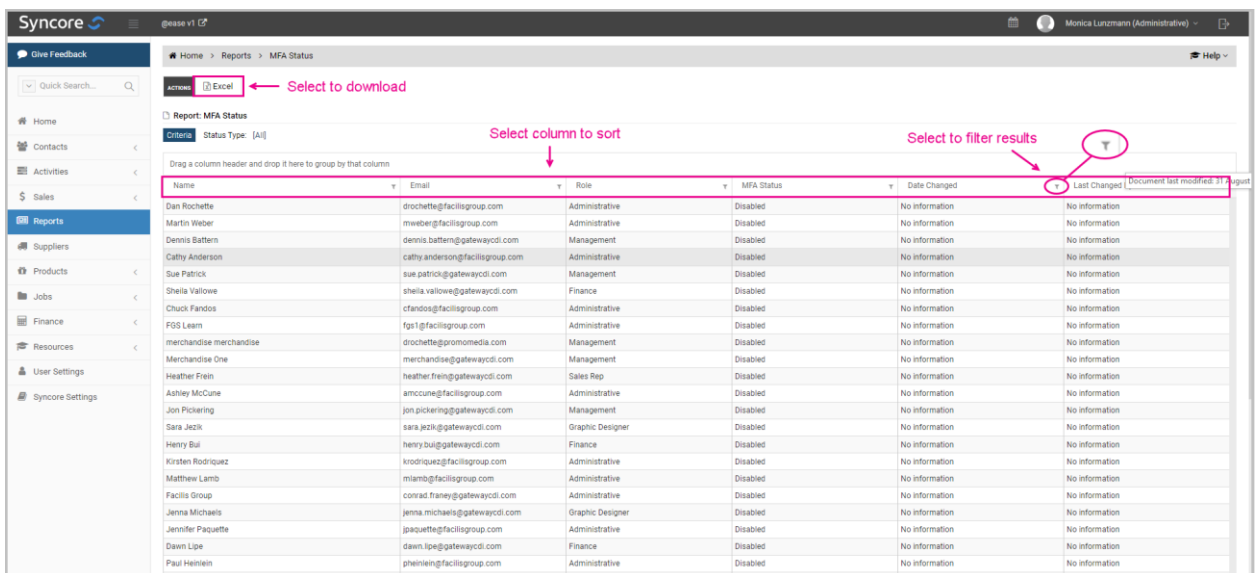 Syncore @ease v1 Monica Lunzmann (Administrative)
Give Feedback
Home > Reports > MFA Status Help
Quick Search...
ACTIONS Excel Select to download
Home
Report: MFA Status
Criteria Status Type: [All] Select column to sort Select to filter results
Contacts
Drag a column header and drop it here to group by that column
Activities
Name Email Role MFA Status Date Changed Last Changed Document last modified: 31 August
Sales
Dan Rochette drochette@facilisgroup.com Administrative Disabled No information No information
Reports
Martin Weber mweber@facilisgroup.com Administrative Disabled No information No information
Dennis Battern dennis.battern@gatewaycdi.com Management Disabled No information No information
Suppliers
Cathy Anderson cathy.anderson@facilisgroup.com Administrative Disabled No information No information
Products
Sue Patrick sue.patrick@gatewaycdi.com Management Disabled No information No information
Sheila Vallowe sheila.vallowe@gatewaycdi.com Finance Disabled No information No information
Jobs
Chuck Fandos cfandos@facilisgroup.com Administrative Disabled No information No information
Finance
FGS Learn fgs1@facilisgroup.com Administrative Disabled No information No information
Resources
merchandise merchandise drochette@promomedia.com Management Disabled No information No information
Merchandise One merchandise@gatewaycdi.com Management Disabled No information No information
User Settings
Heather Frein heather.frein@gatewaycdi.com Sales Rep Disabled No information No information
Syncore Settings
Ashley McCune amccune@facilisgroup.com Administrative Disabled No information No information
Jon Pickering jon.pickering@gatewaycdi.com Management Disabled No information No information
Sara Jezik sara.jezik@gatewaycdi.com Graphic Designer Disabled No information No information
Henry Bui henry.bui@gatewaycdi.com Finance Disabled No information No information
Kirsten Rodriquez krodriquez@facilisgroup.com Administrative Disabled No information No information
Matthew Lamb mlamb@facilisgroup.com Administrative Disabled No information No information
Facilis Group conrad.franey@gatewaycdi.com Administrative Disabled No information No information
Jenna Michaels jenna.michaels@gatewaycdi.com Graphic Designer Disabled No information No information
Jennifer Paquette jpaquette@facilisgroup.com Administrative Disabled No information No information
Dawn Lipe dawn.lipe@gatewaycdi.com Finance Disabled No information No information
Paul Heinlein pheinlein@facilisgroup.com Administrative Disabled No information No information